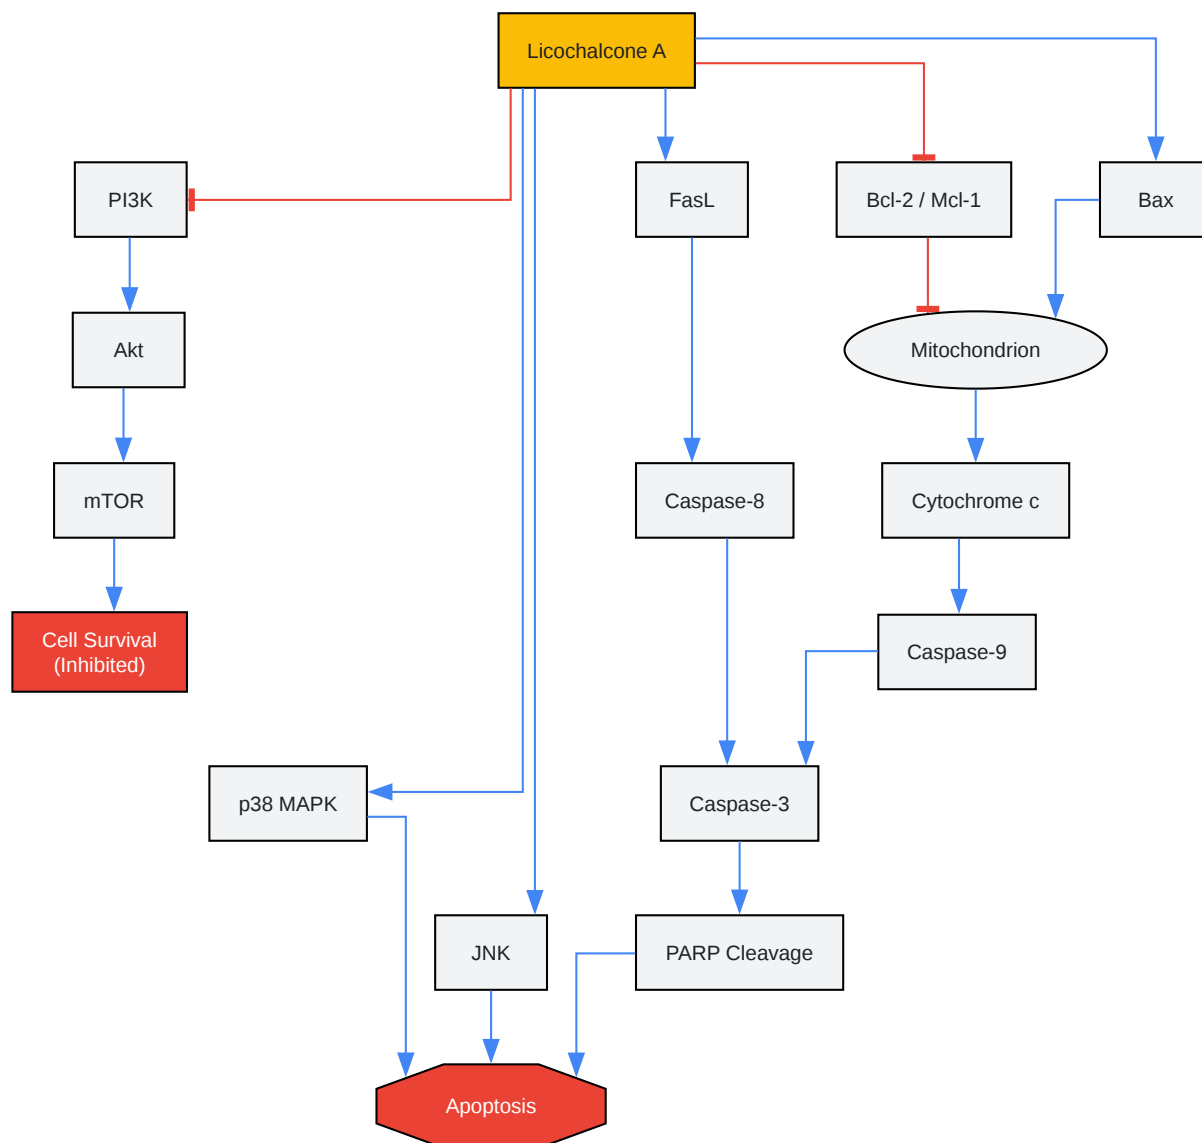 Licochalcone A
PI3K
FasL
Bcl-2 / Mcl-1
Bax
Akt
Mitochondrion
mTOR
Caspase-8
Cytochrome c
Cell Survival
(Inhibited)
Caspase-9
p38 MAPK
Caspase-3
JNK
PARP Cleavage
Apoptosis